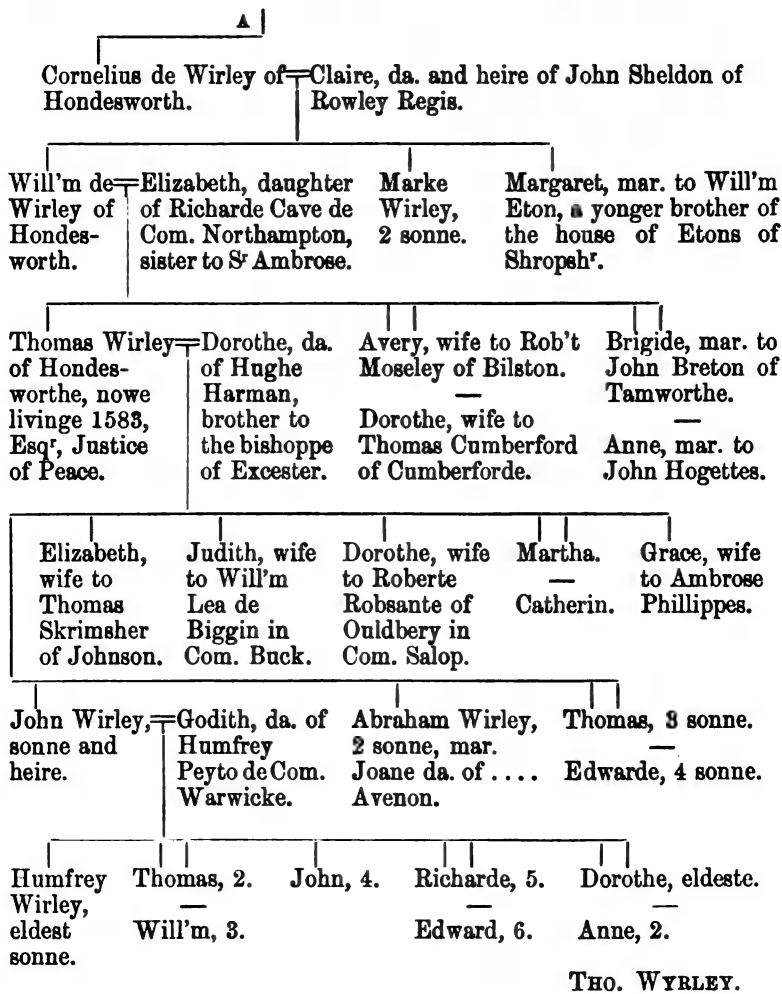 A
Cornelius de Wirley of
Hondesworth.
Claire, da. and heire of John Sheldon of
Rowley Regis.
Will'm de
Wirley of
Hondes-
worth.
Elizabeth, daughter
of Richarde Cave de
Com. Northampton,
sister to Sr Ambrose.
Marke
Wirley,
2 sonne.
Margaret, mar. to Will'm
Eton, a yonger brother of
the house of Etons of
Shropshr.
Thomas Wirley
of Hondes-
worthe, nowe
livinge 1583,
Esqr, Justice
of Peace.
Dorothe, da.
of Hughe
Harman,
brother to
the bishoppe
of Excester.
Avery, wife to Rob't
Moseley of Bilston.
—
Dorothe, wife to
Thomas Cumberford
of Cumberforde.
Brigide, mar. to
John Breton of
Tamworthe.
—
Anne, mar. to
John Hogettes.
Elizabeth,
wife to
Thomas
Skrimsher
of Johnson.
Judith, wife
to Will'm
Lea de
Biggin in
Com. Buck.
Dorothe, wife
to Roberte
Robsante of
Ouldbery in
Com. Salop.
Martha.
—
Catherin.
Grace, wife
to Ambrose
Phillippes.
John Wirley,
sonne and
heire.
Godith, da. of
Humfrey
Peyto de Com.
Warwicke.
Abraham Wirley,
2 sonne, mar.
Joane da. of ....
Avenon.
Thomas, 3 sonne.
—
Edwarde, 4 sonne.
Humfrey
Wirley,
eldest
sonne.
Thomas, 2.
—
Will'm, 3.
John, 4.
Richarde, 5.
—
Edward, 6.
Dorothe, eldeste.
—
Anne, 2.
THO. WYRLEY.